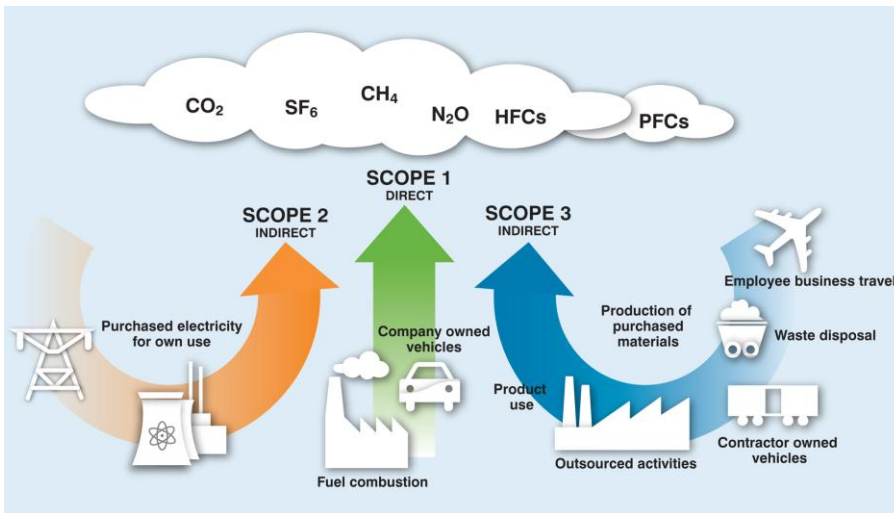 CO₂
SF₆
CH₄
N₂O
HFCs
PFCs
SCOPE 1
DIRECT
SCOPE 2
INDIRECT
SCOPE 3
INDIRECT
Employee business travel
Purchased electricity
for own use
Company owned
vehicles
Production of
purchased
materials
Waste disposal
Product
use
Fuel combustion
Outsourced activities
Contractor owned
vehicles